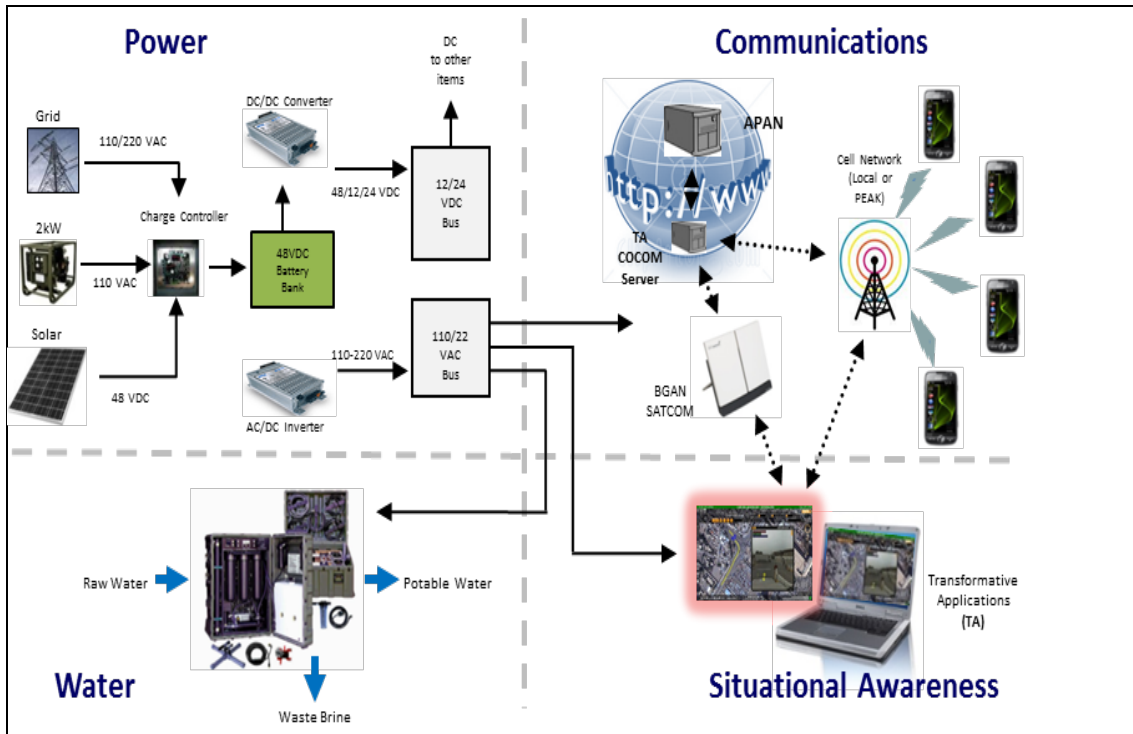 Power
Communications
DC
to other
items
DC/DC Converter
Grid
110/220 VAC
APAN
Cell Network
(Local or
PEAK)
http://www
48/12/24 VDC
12/24
VDC
Bus
Charge Controller
2kW
48VDC
Battery
Bank
TA
COCOM
Server
110 VAC
Solar
110/22
VAC
Bus
110-220 VAC
48 VDC
AC/DC Inverter
BGAN
SATCOM
Raw Water
Potable Water
Transformative
Applications
(TA)
Water
Situational Awareness
Waste Brine